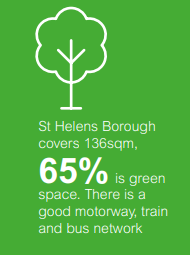 St Helens Borough
covers 136sqm,
65% is green
space. There is a
good motorway, train
and bus network